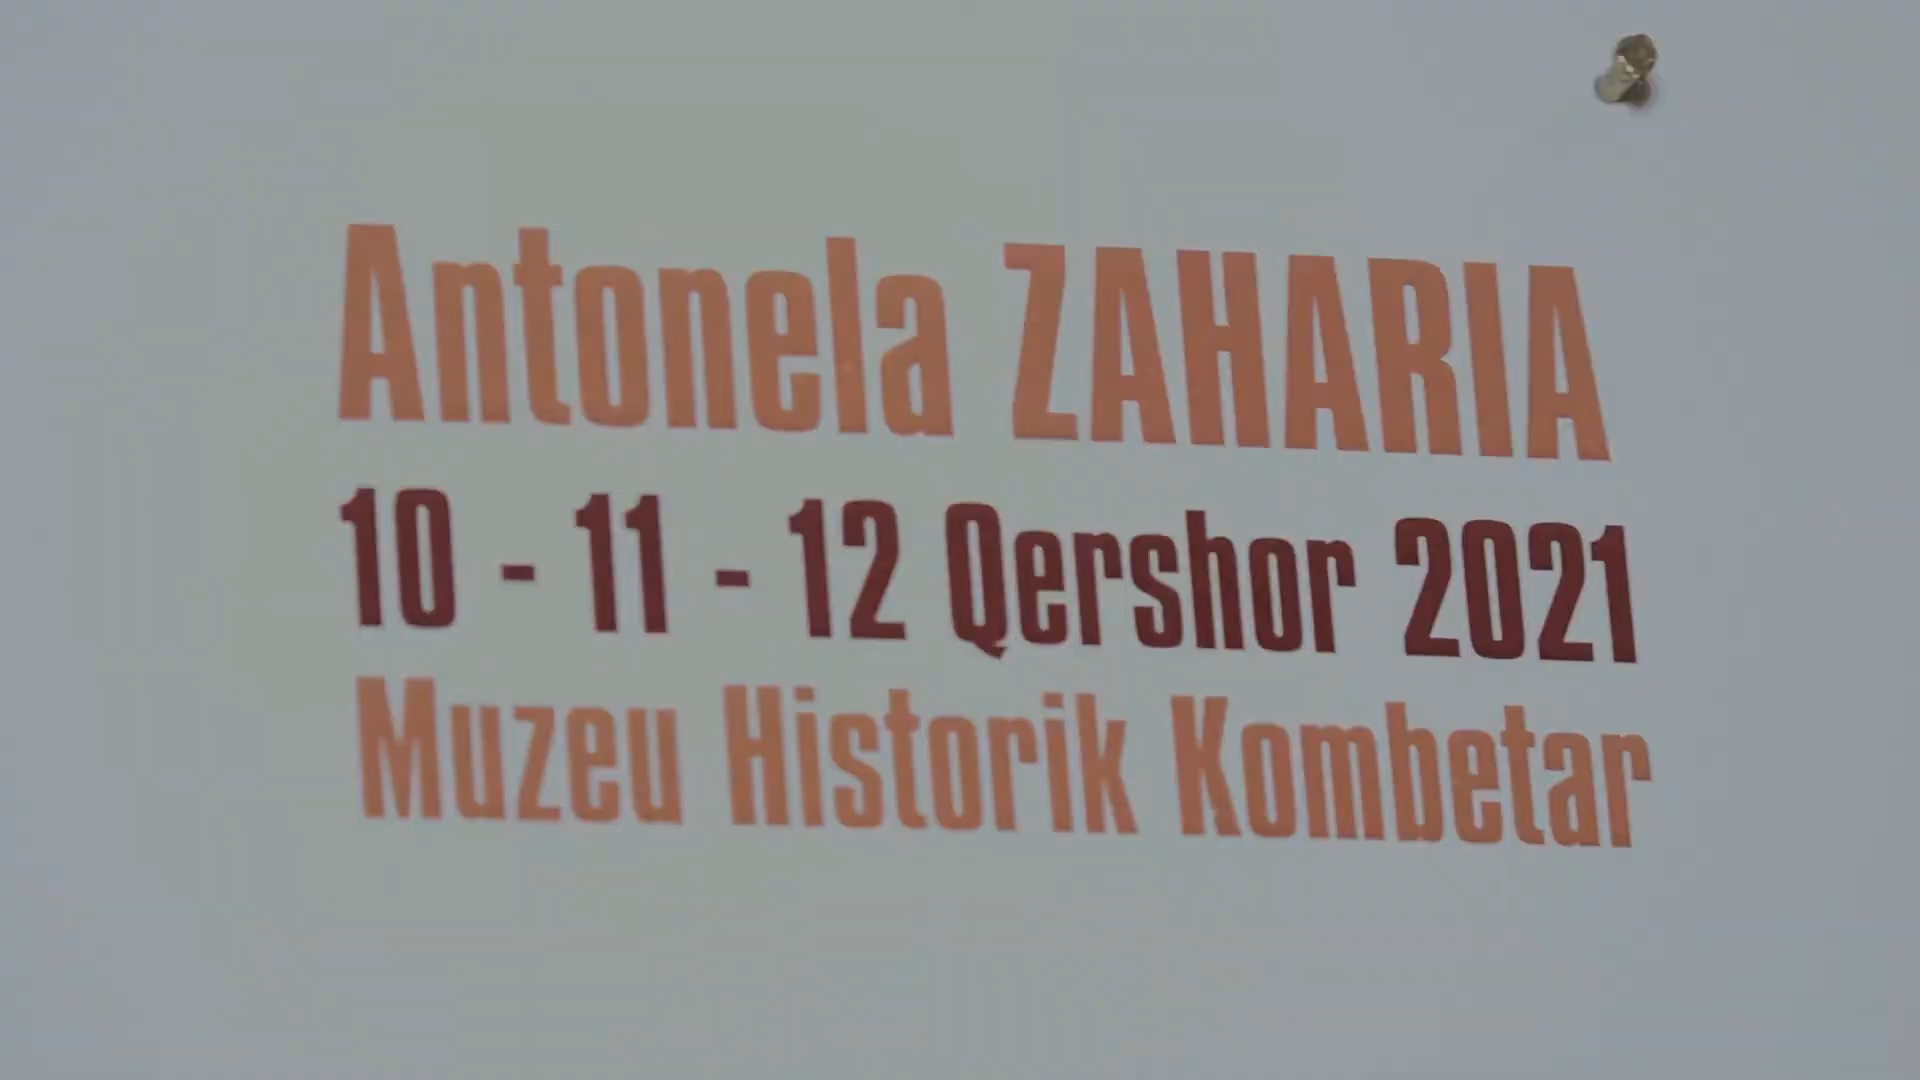 Antonela ZAHARIA
10 - 11 - 12 Qershor 2021
Muzeu Historik Kombetar